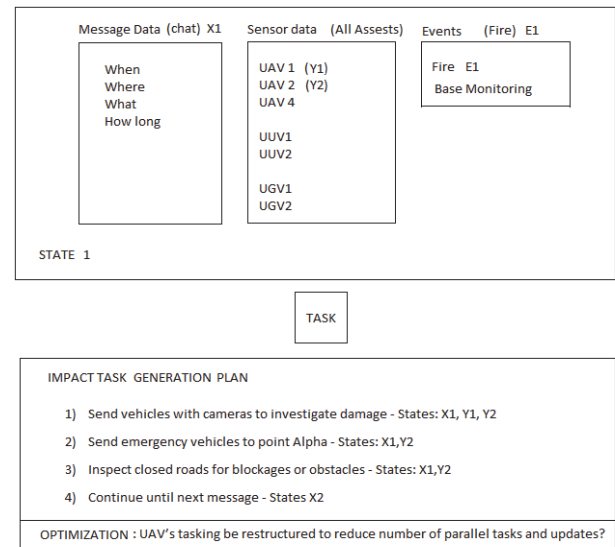 Message Data (chat) X1
Sensor data (All Assests)
Events (Fire) E1
When
Where
What
How long
UAV 1 (Y1)
UAV 2 (Y2)
UAV 4
UUV1
UUV2
UGV1
UGV2
Fire E1
Base Monitoring
STATE 1
TASK
IMPACT TASK GENERATION PLAN
1) Send vehicles with cameras to investigate damage - States: X1, Y1, Y2
2) Send emergency vehicles to point Alpha - States: X1,Y2
3) Inspect closed roads for blockages or obstacles - States: X1,Y2
4) Continue until next message - States X2
OPTIMIZATION : UAV's tasking be restructured to reduce number of parallel tasks and updates?